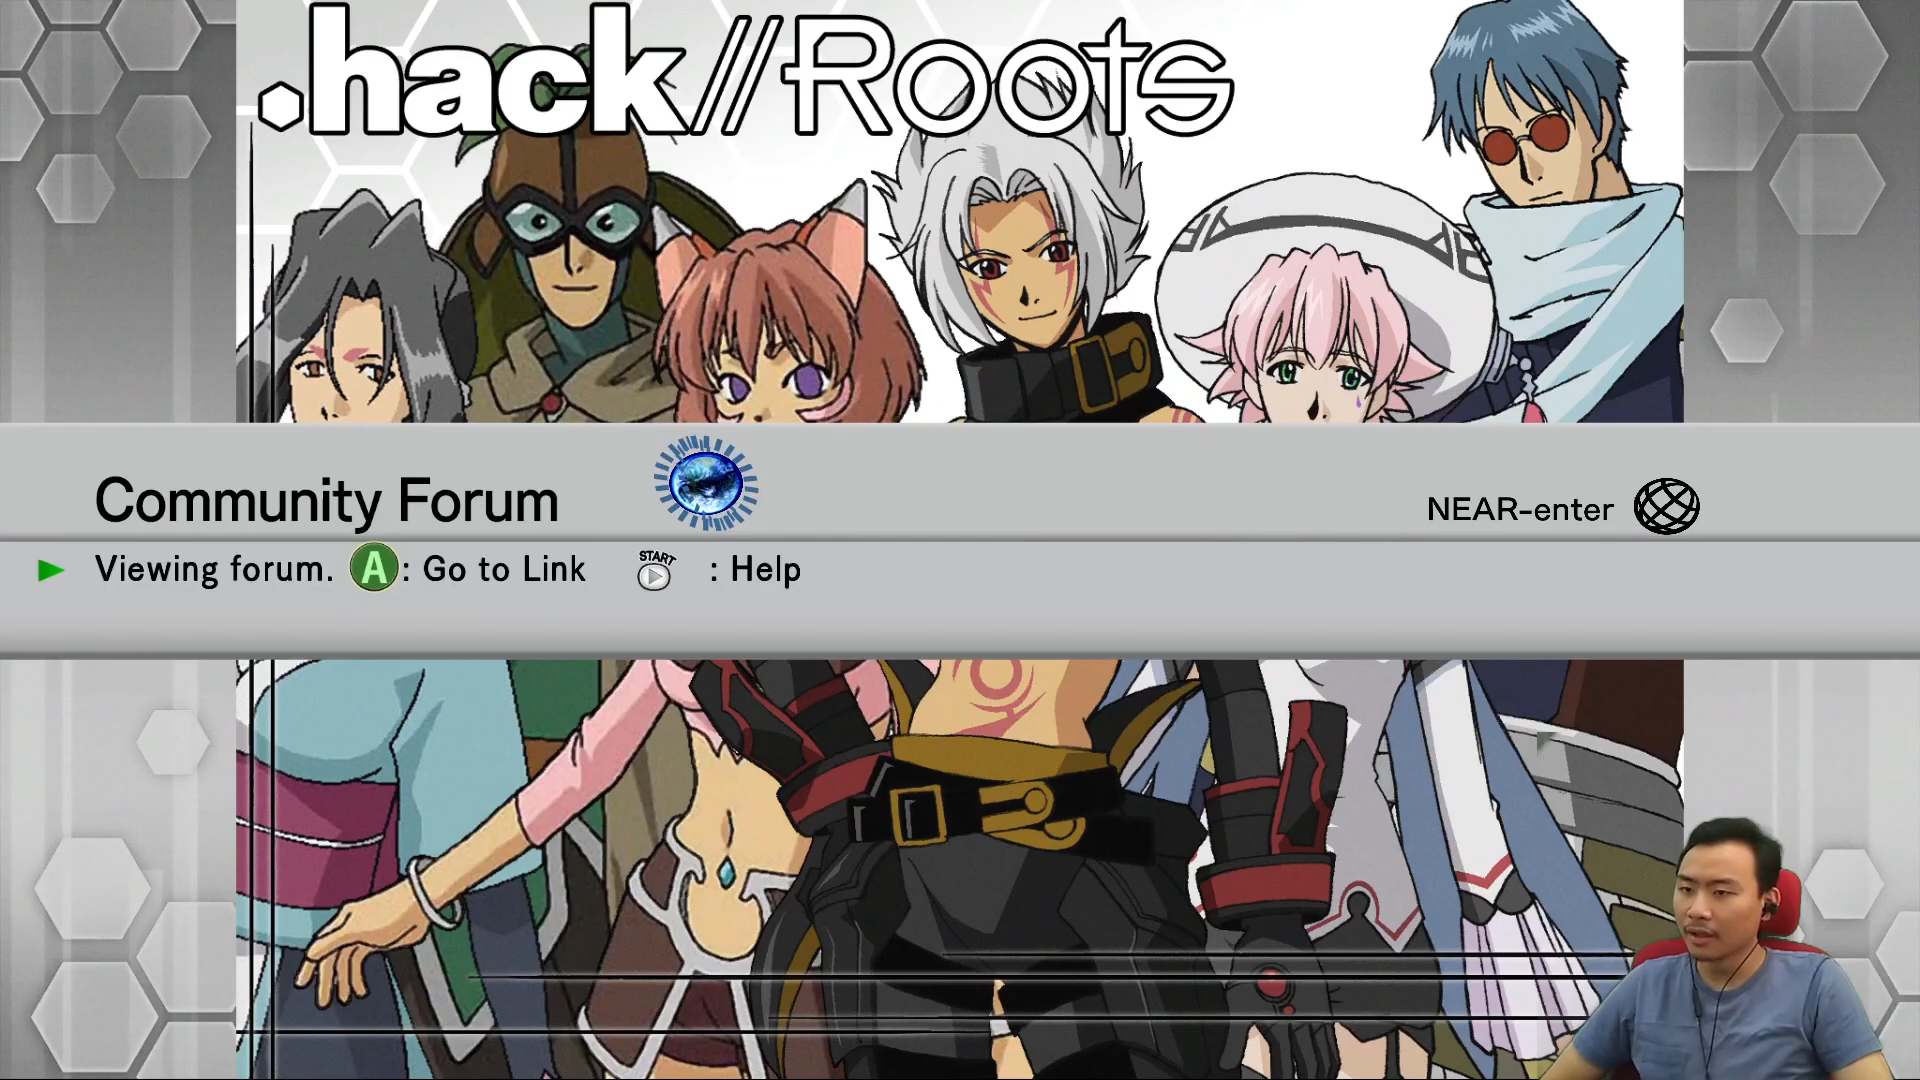 .hack//Roots
Community Forum
NEAR-enter
Viewing forum. A: Go to Link START : Help